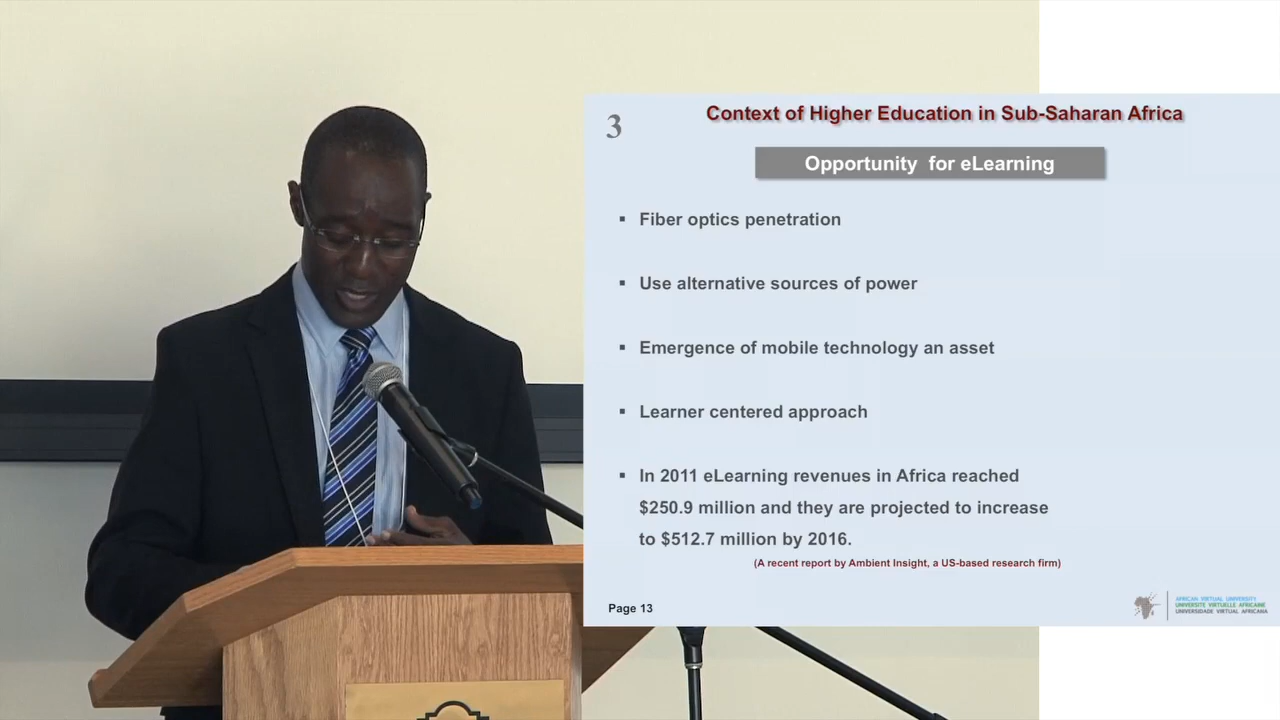 3
Context of Higher Education in Sub-Saharan Africa
Opportunity for eLearning
▪ Fiber optics penetration
▪ Use alternative sources of power
▪ Emergence of mobile technology an asset
▪ Learner centered approach
▪ In 2011 eLearning revenues in Africa reached
$250.9 million and they are projected to increase
to $512.7 million by 2016.
(A recent report by Ambient Insight, a US-based research firm)
Page 13
AFRICAN VIRTUAL UNIVERSITY
UNIVERSITE VIRTUELLE AFRICAINE
UNIVERSIDADE VIRTUAL AFRICANA